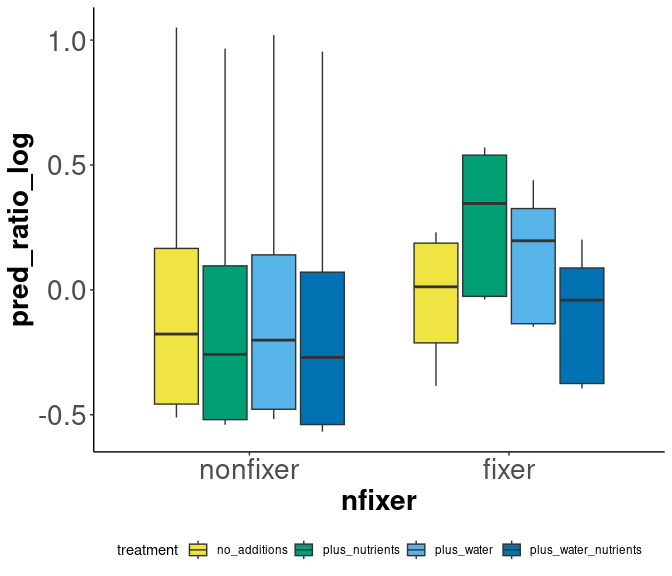 pred_ratio_log
1.0
0.5
0.0
-0.5
nonfixer fixer
nfixer
treatment no_additions plus_nutrients plus_water plus_water_nutrients